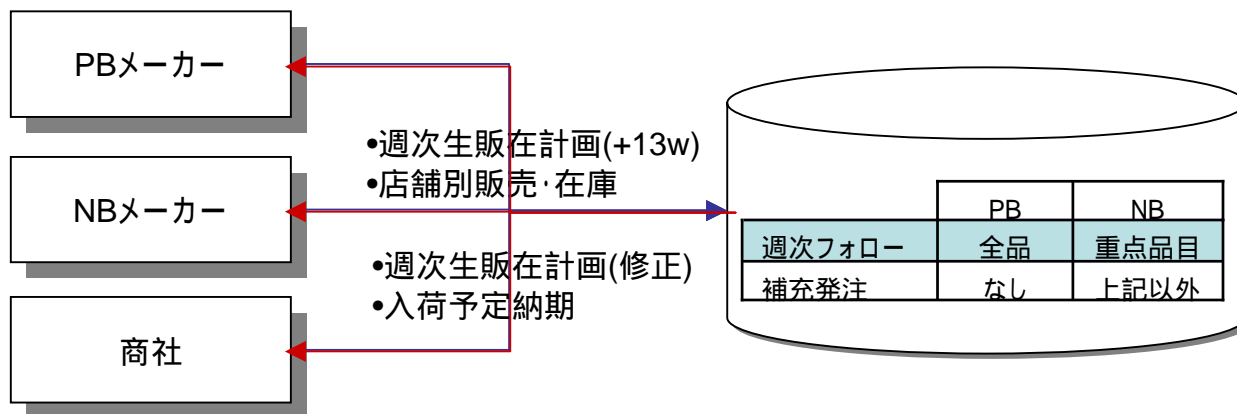 PBメーカー
NBメーカー
商社
•週次生販在計画(+13w)
•店舗別販売･在庫
•週次生販在計画(修正)
•入荷予定納期
PB NB
週次フォロー 全品 重点品目
補充発注 なし 上記以外